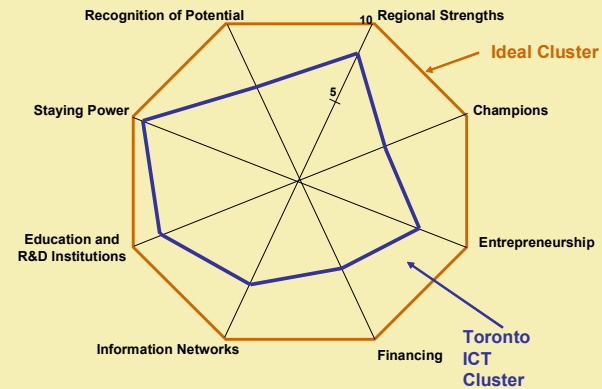 Recognition of Potential
10
Regional Strengths
Ideal Cluster
5
Staying Power
Champions
Education and
R&D Institutions
Entrepreneurship
Information Networks
Financing
Toronto
ICT
Cluster